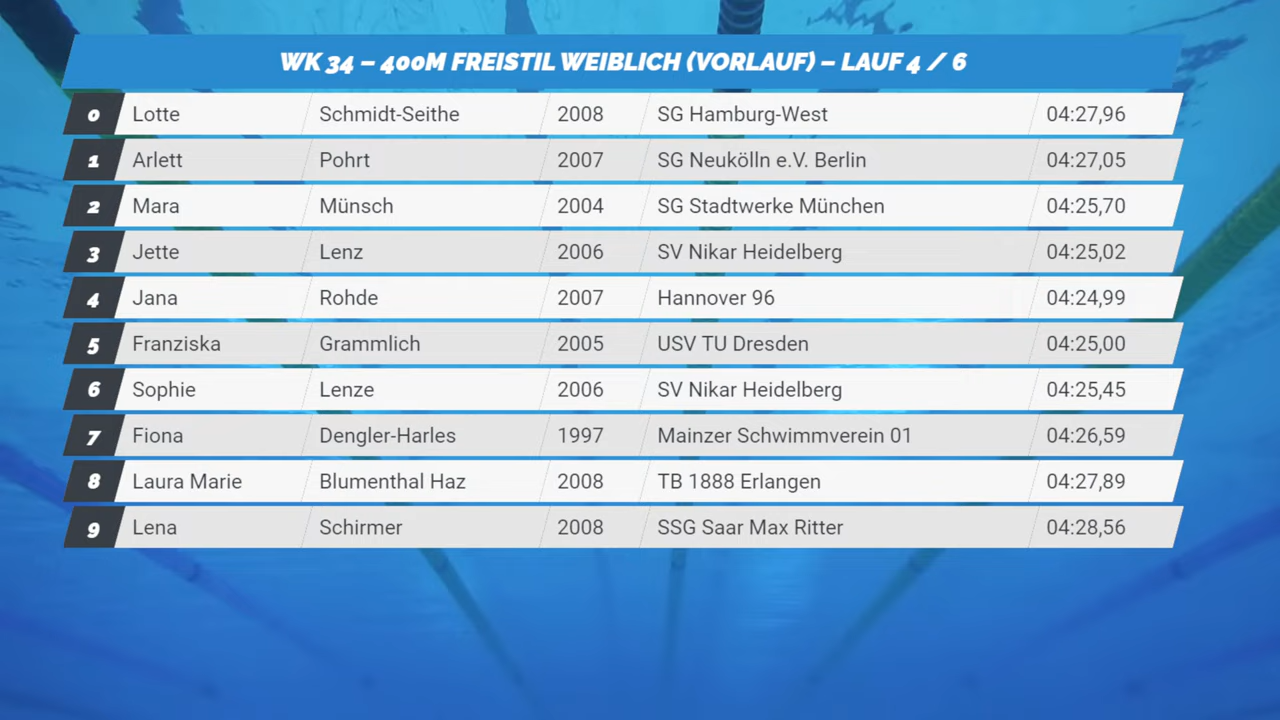 WK 34 – 400M FREISTIL WEIBLICH (VORLAUF) – LAUF 4 / 6
0 Lotte Schmidt-Seithe 2008 SG Hamburg-West 04:27,96
1 Arlett Pohrt 2007 SG Neukölln e.V. Berlin 04:27,05
2 Mara Münsch 2004 SG Stadtwerke München 04:25,70
3 Jette Lenz 2006 SV Nikar Heidelberg 04:25,02
4 Jana Rohde 2007 Hannover 96 04:24,99
5 Franziska Grammlich 2005 USV TU Dresden 04:25,00
6 Sophie Lenze 2006 SV Nikar Heidelberg 04:25,45
7 Fiona Dengler-Harles 1997 Mainzer Schwimmverein 01 04:26,59
8 Laura Marie Blumenthal Haz 2008 TB 1888 Erlangen 04:27,89
9 Lena Schirmer 2008 SSG Saar Max Ritter 04:28,56